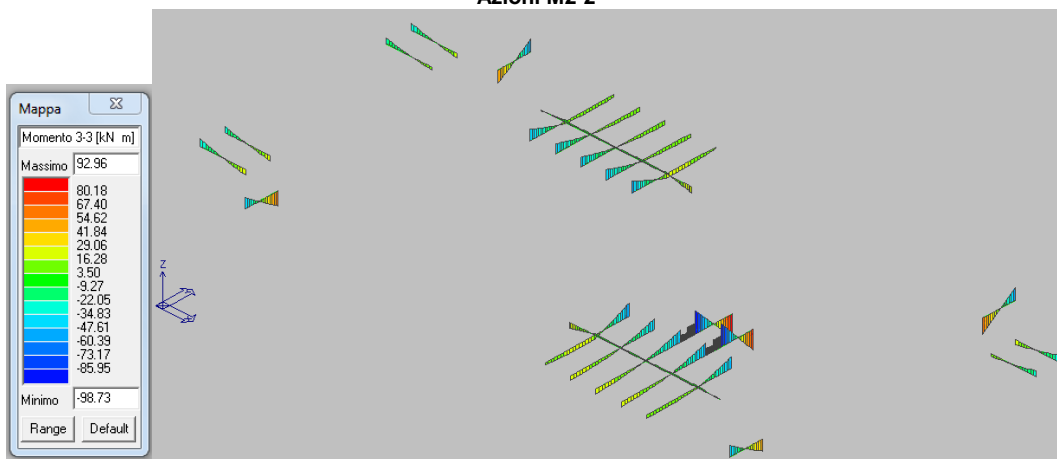 Azioni M2-2
Mappa
Momento 3-3 [kN m]
Massimo 92.96
80.18
67.40
54.62
41.84
29.06
16.28
3.50
-9.27
-22.05
-34.83
-47.61
-60.39
-73.17
-85.95
Minimo -98.73
Range Default
Z